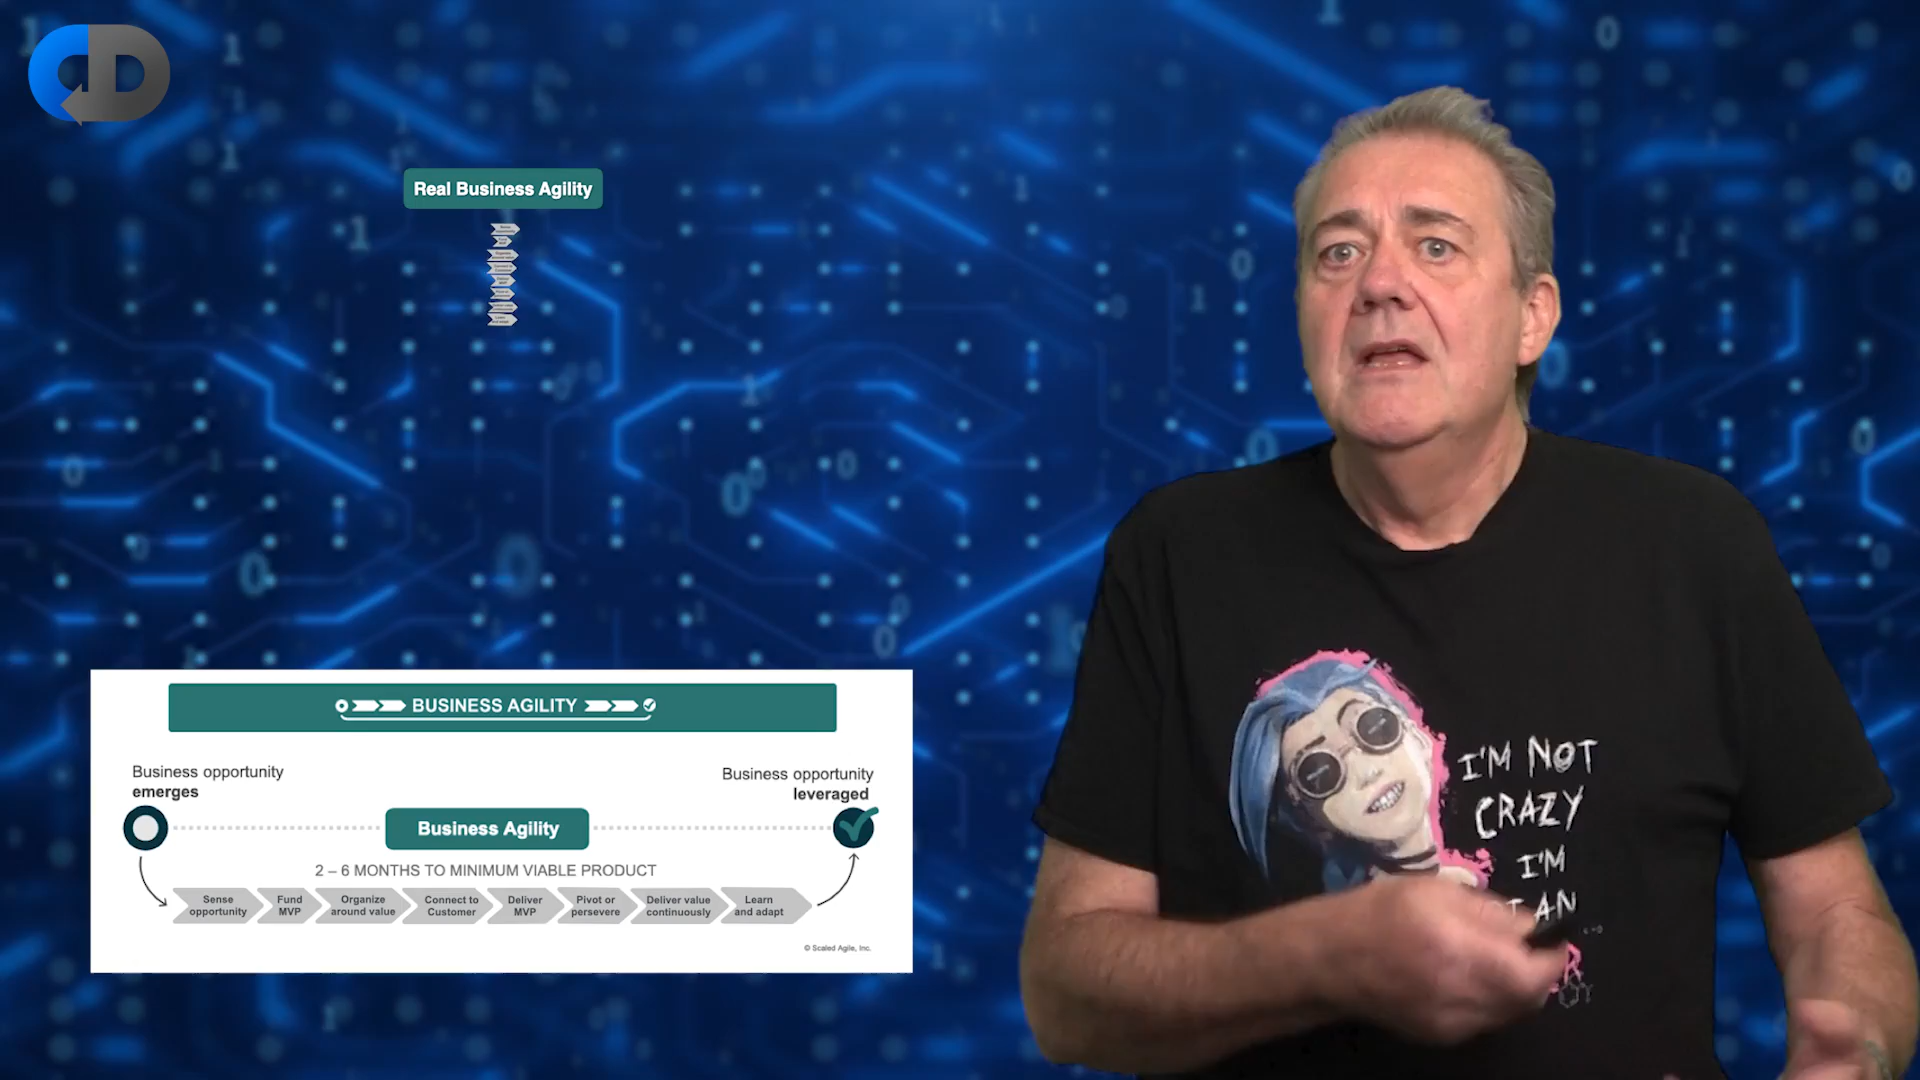 Real Business Agility
BUSINESS AGILITY
Business opportunity
emerges
Business opportunity
leveraged
Business Agility
2 – 6 MONTHS TO MINIMUM VIABLE PRODUCT
Sense
opportunity
Fund
MVP
Organize
around value
Connect to
Customer
Deliver
MVP
Pivot or
persevere
Deliver value
continuously
Learn
and adapt
© Scaled Agile, Inc.
I'M NOT
CRAZY
I'M
AN